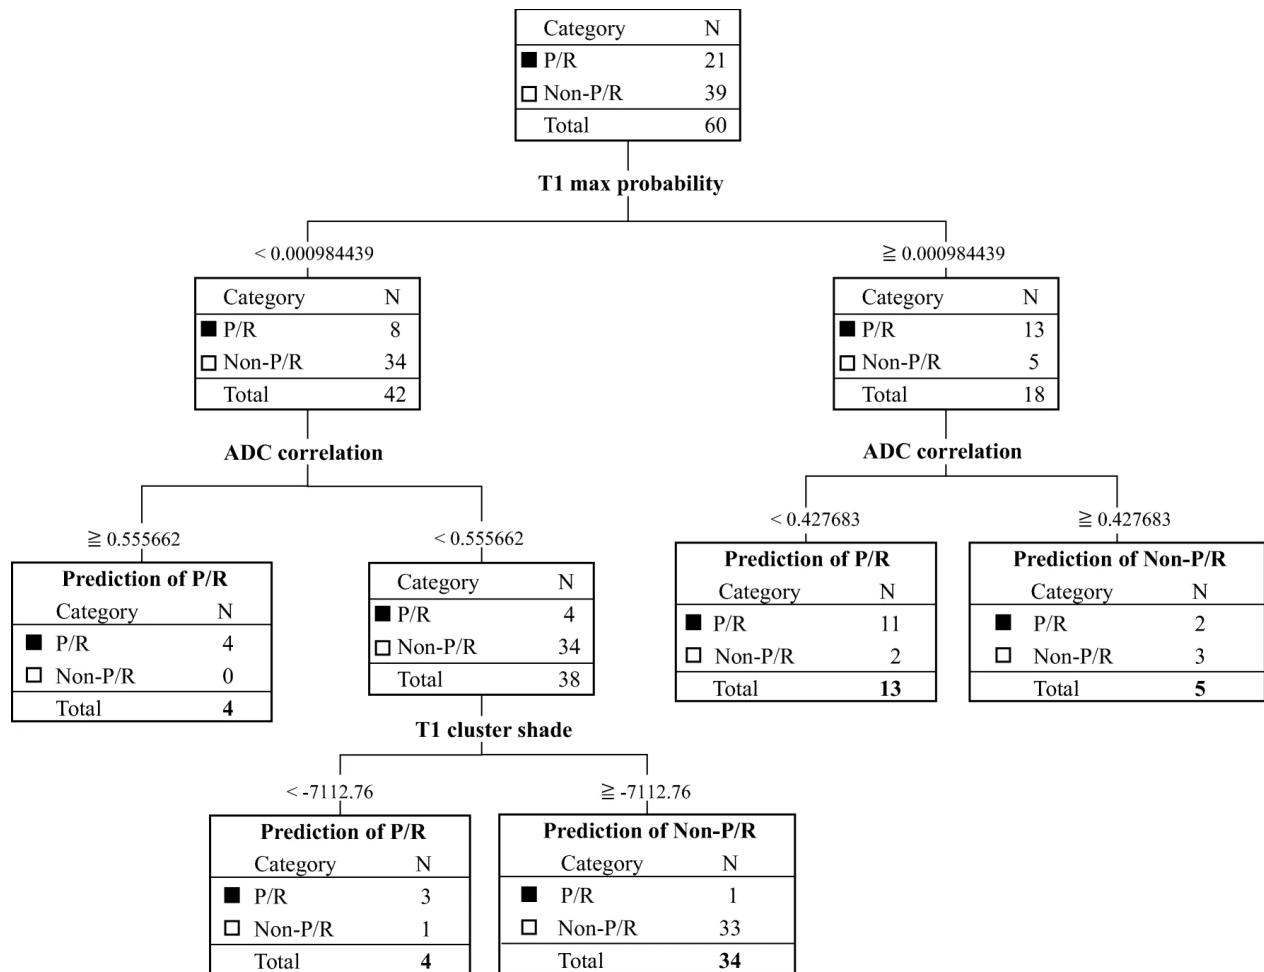 Category N
P/R 21
Non-P/R 39
Total 60
T1 max probability
< 0.000984439
≧ 0.000984439
Category N
P/R 8
Non-P/R 34
Total 42
Category N
P/R 13
Non-P/R 5
Total 18
ADC correlation
ADC correlation
≧ 0.555662
< 0.555662
< 0.427683
≧ 0.427683
Prediction of P/R
Category N
P/R 4
Non-P/R 0
Total 4
Category N
P/R 4
Non-P/R 34
Total 38
Prediction of P/R
Category N
P/R 11
Non-P/R 2
Total 13
Prediction of Non-P/R
Category N
P/R 2
Non-P/R 3
Total 5
T1 cluster shade
< -7112.76
≧ -7112.76
Prediction of P/R
Category N
P/R 3
Non-P/R 1
Total 4
Prediction of Non-P/R
Category N
P/R 1
Non-P/R 33
Total 34